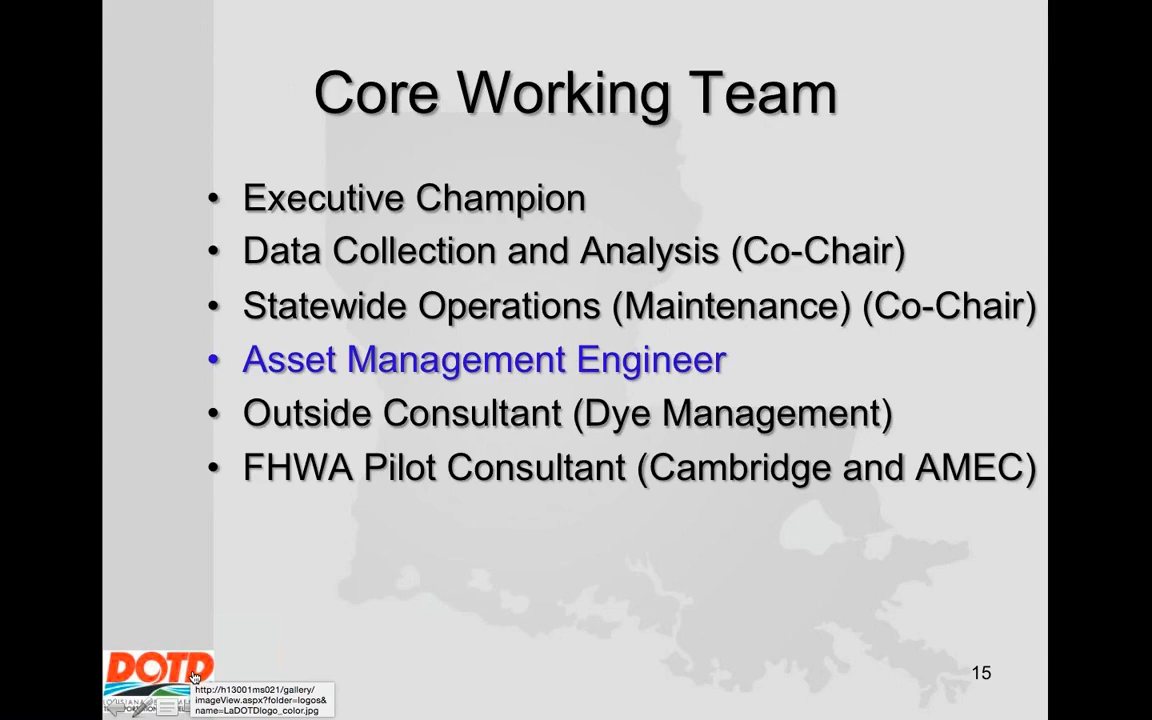 Core Working Team
• Executive Champion
• Data Collection and Analysis (Co-Chair)
• Statewide Operations (Maintenance) (Co-Chair)
• Asset Management Engineer
• Outside Consultant (Dye Management)
• FHWA Pilot Consultant (Cambridge and AMEC)
15
DOTD
http://h13001ms021/gallery/
imageView.aspx?folder=logos&
name=LaDOTDlogo_color.jpg